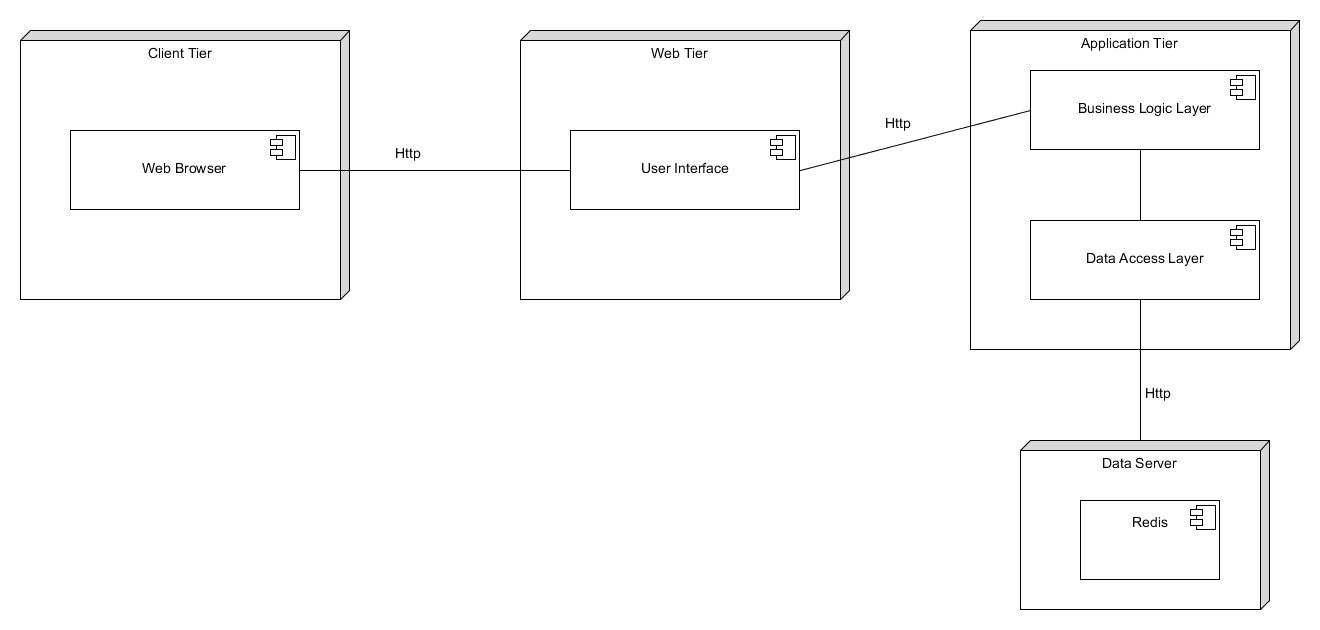 Client Tier
Web Tier
Application Tier
Web Browser
Http
User Interface
Http
Business Logic Layer
Data Access Layer
Http
Data Server
Redis